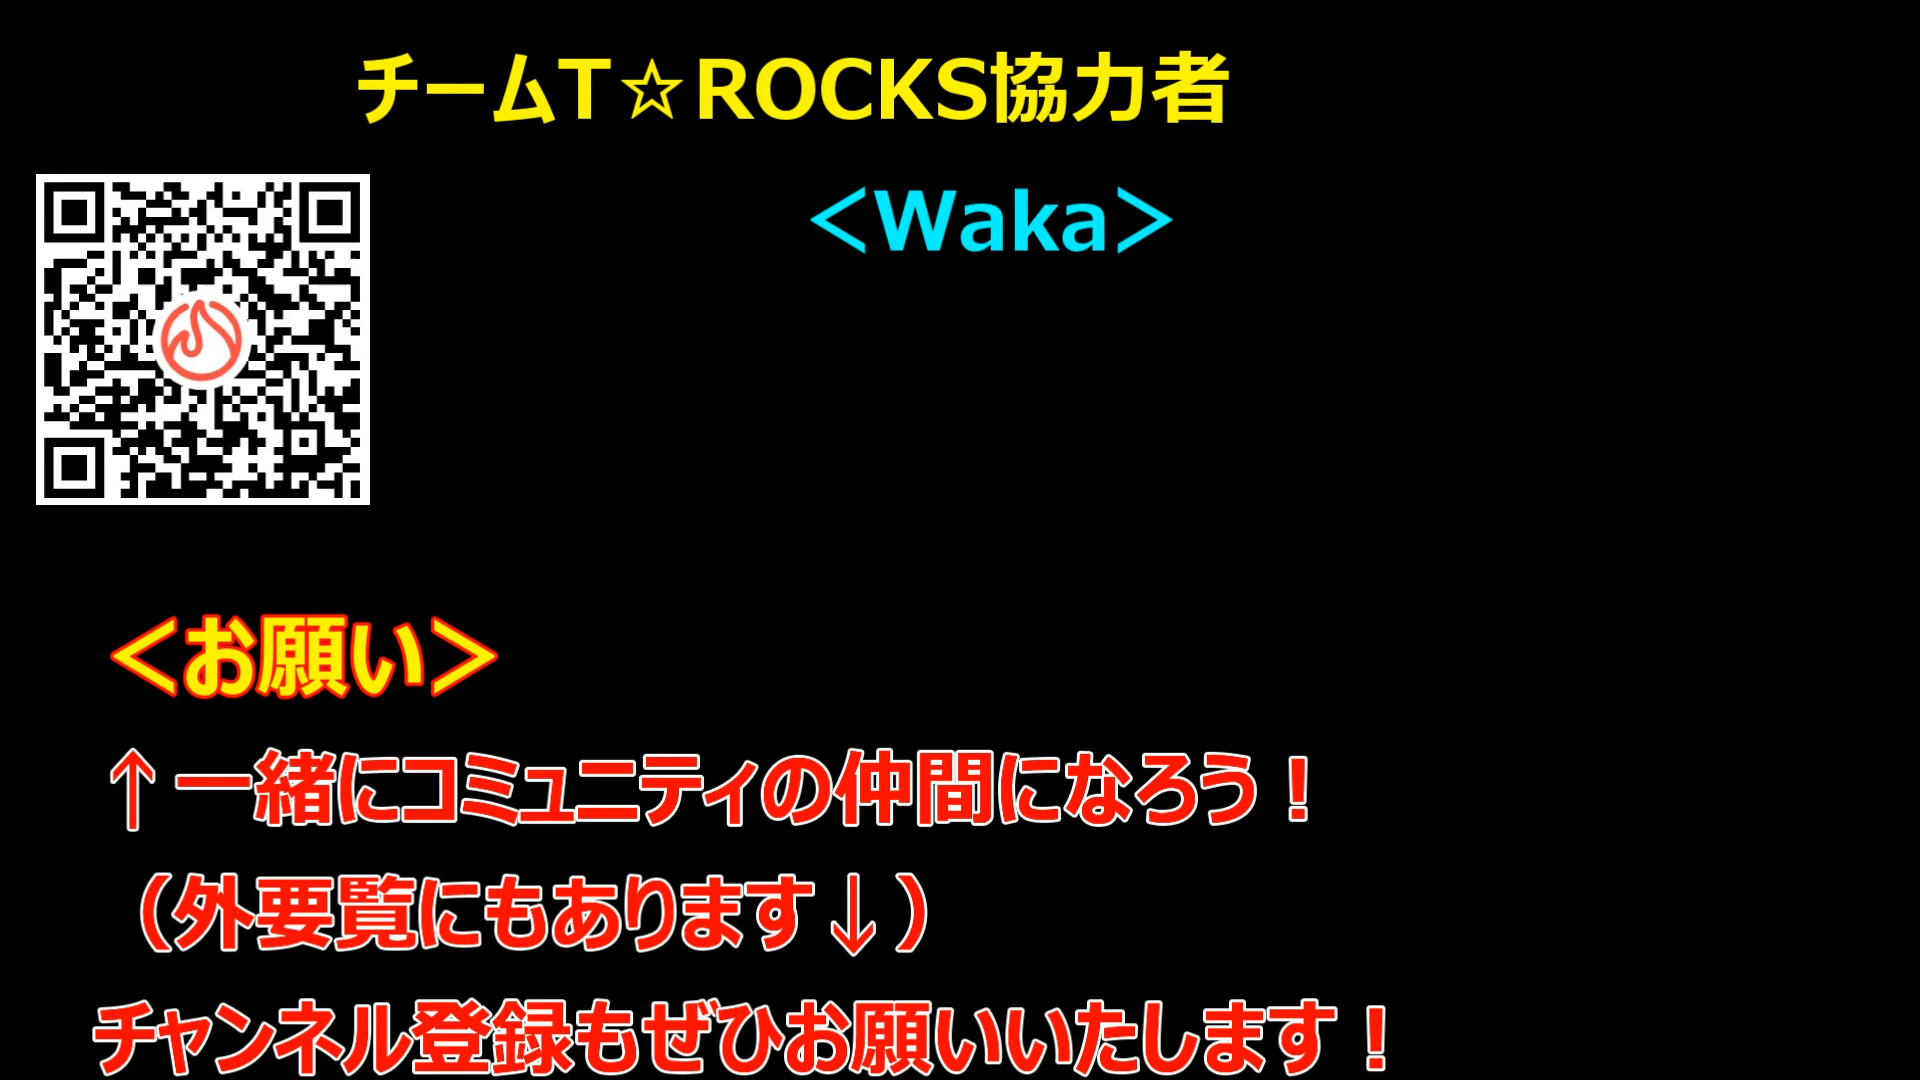 チームT☆ROCKS協力者
＜Waka＞
＜お願い＞
↑一緒にコミュニティの仲間になろう！
（外要覧にもあります↓）
チャンネル登録もぜひお願いいたします！